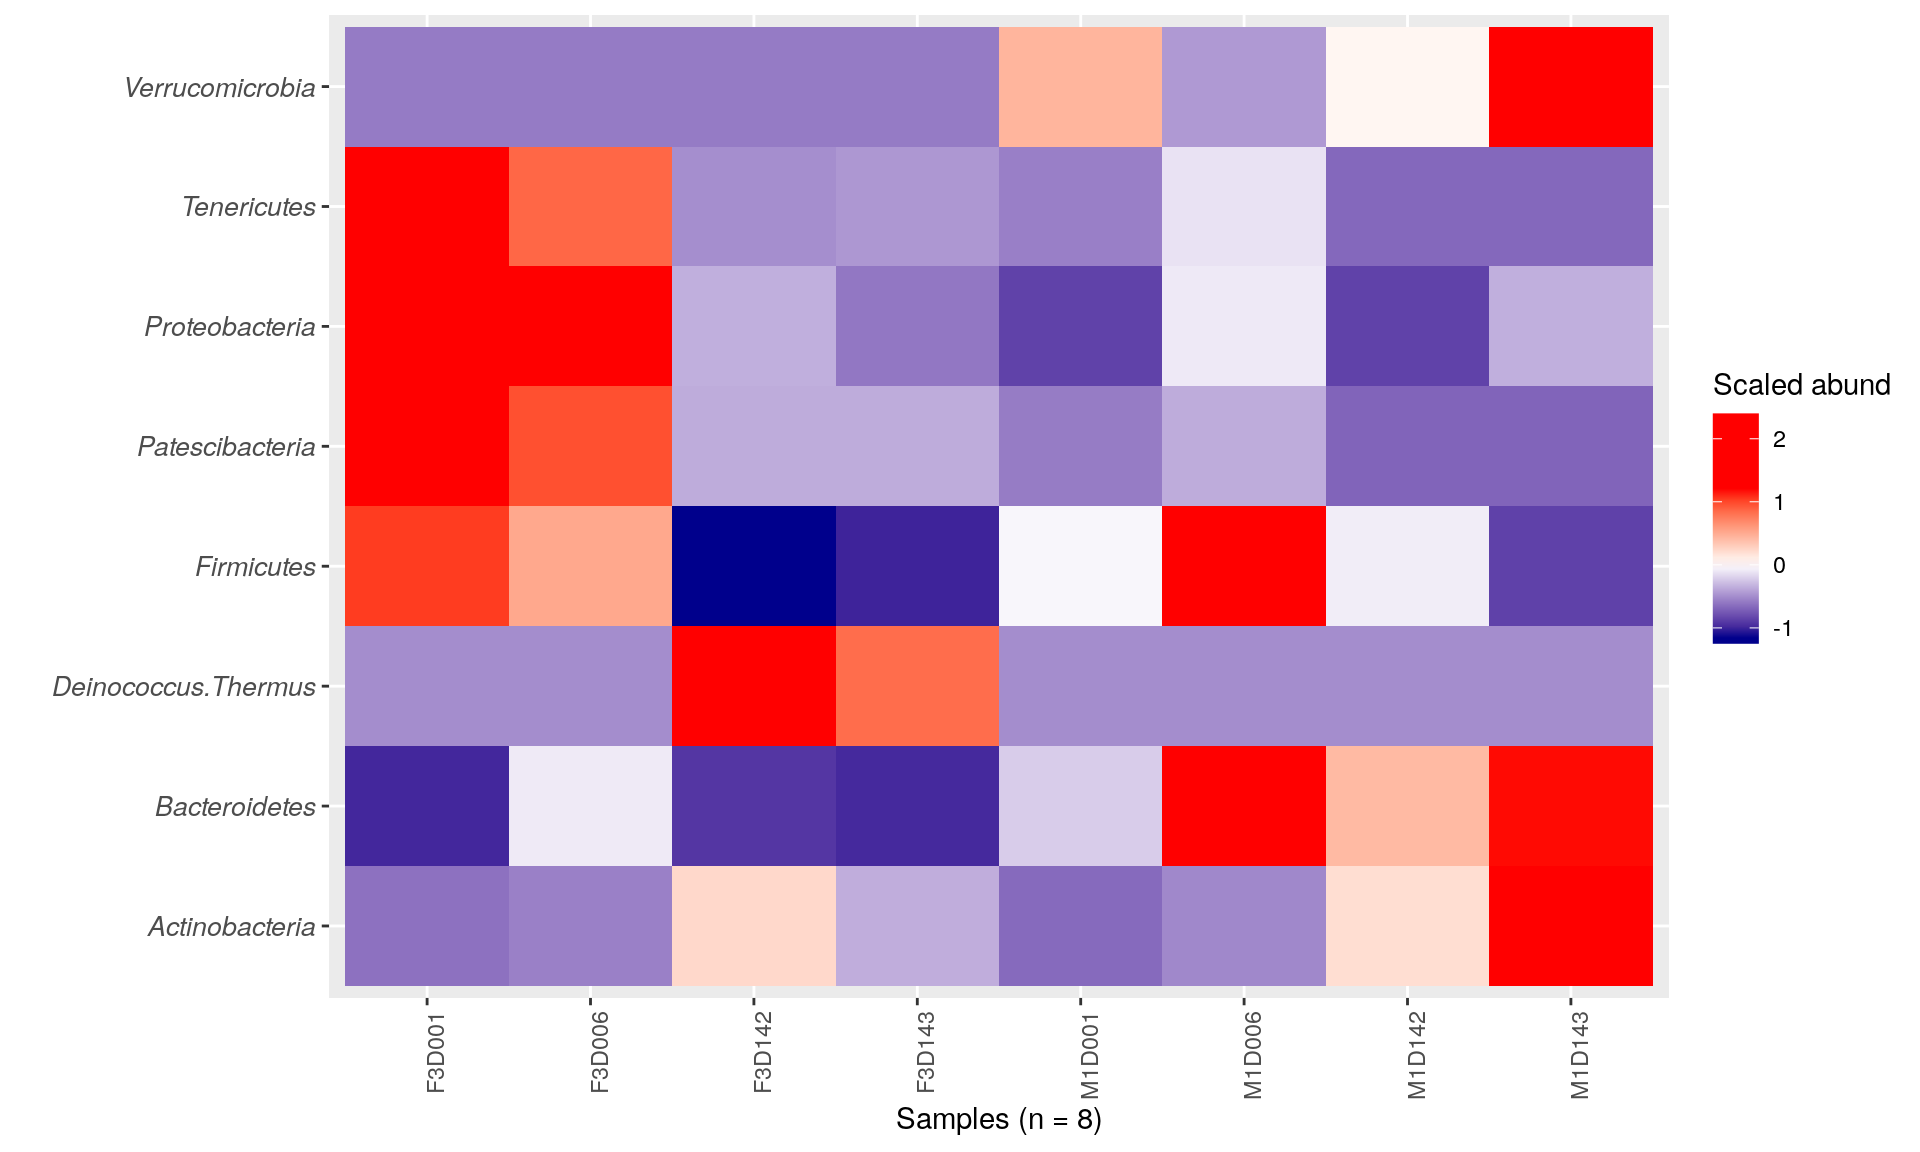 Verrucomicrobia
Tenericutes
Proteobacteria
Patescibacteria
Firmicutes
Deinococcus.Thermus
Bacteroidetes
Actinobacteria
F3D001
F3D006
F3D142
F3D143
M1D001
M1D006
M1D142
M1D143
Samples (n = 8)
Scaled abund
2
1
0
-1